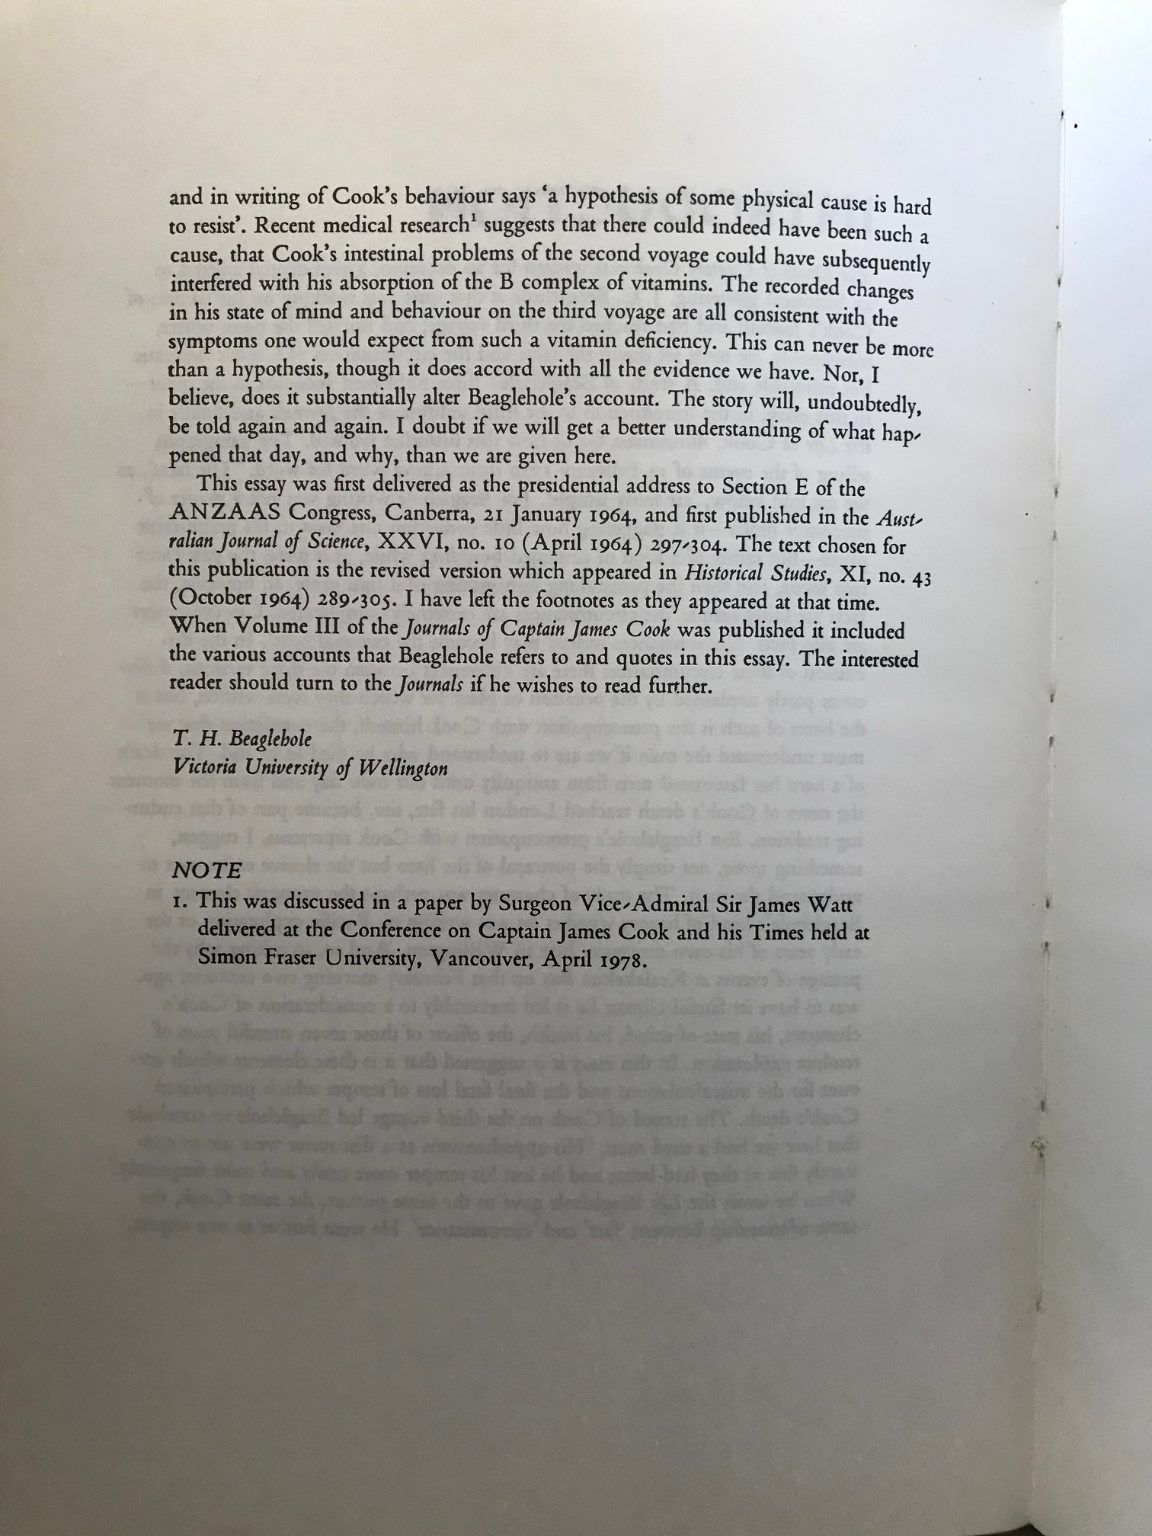 and in writing of Cook's behaviour says 'a hypothesis of some physical cause is hard
to resist'. Recent medical research¹ suggests that there could indeed have been such a
cause, that Cook's intestinal problems of the second voyage could have subsequently
interfered with his absorption of the B complex of vitamins. The recorded changes
in his state of mind and behaviour on the third voyage are all consistent with the
symptoms one would expect from such a vitamin deficiency. This can never be more
than a hypothesis, though it does accord with all the evidence we have. Nor, I
believe, does it substantially alter Beaglehole's account. The story will, undoubtedly,
be told again and again. I doubt if we will get a better understanding of what hap-
pened that day, and why, than we are given here.
This essay was first delivered as the presidential address to Section E of the
ANZAAS Congress, Canberra, 21 January 1964, and first published in the Aust-
ralian Journal of Science, XXVI, no. 10 (April 1964) 297-304. The text chosen for
this publication is the revised version which appeared in Historical Studies, XI, no. 43
(October 1964) 289-305. I have left the footnotes as they appeared at that time.
When Volume III of the Journals of Captain James Cook was published it included
the various accounts that Beaglehole refers to and quotes in this essay. The interested
reader should turn to the Journals if he wishes to read further.
T. H. Beaglehole
Victoria University of Wellington
NOTE
1. This was discussed in a paper by Surgeon Vice-Admiral Sir James Watt
delivered at the Conference on Captain James Cook and his Times held at
Simon Fraser University, Vancouver, April 1978.